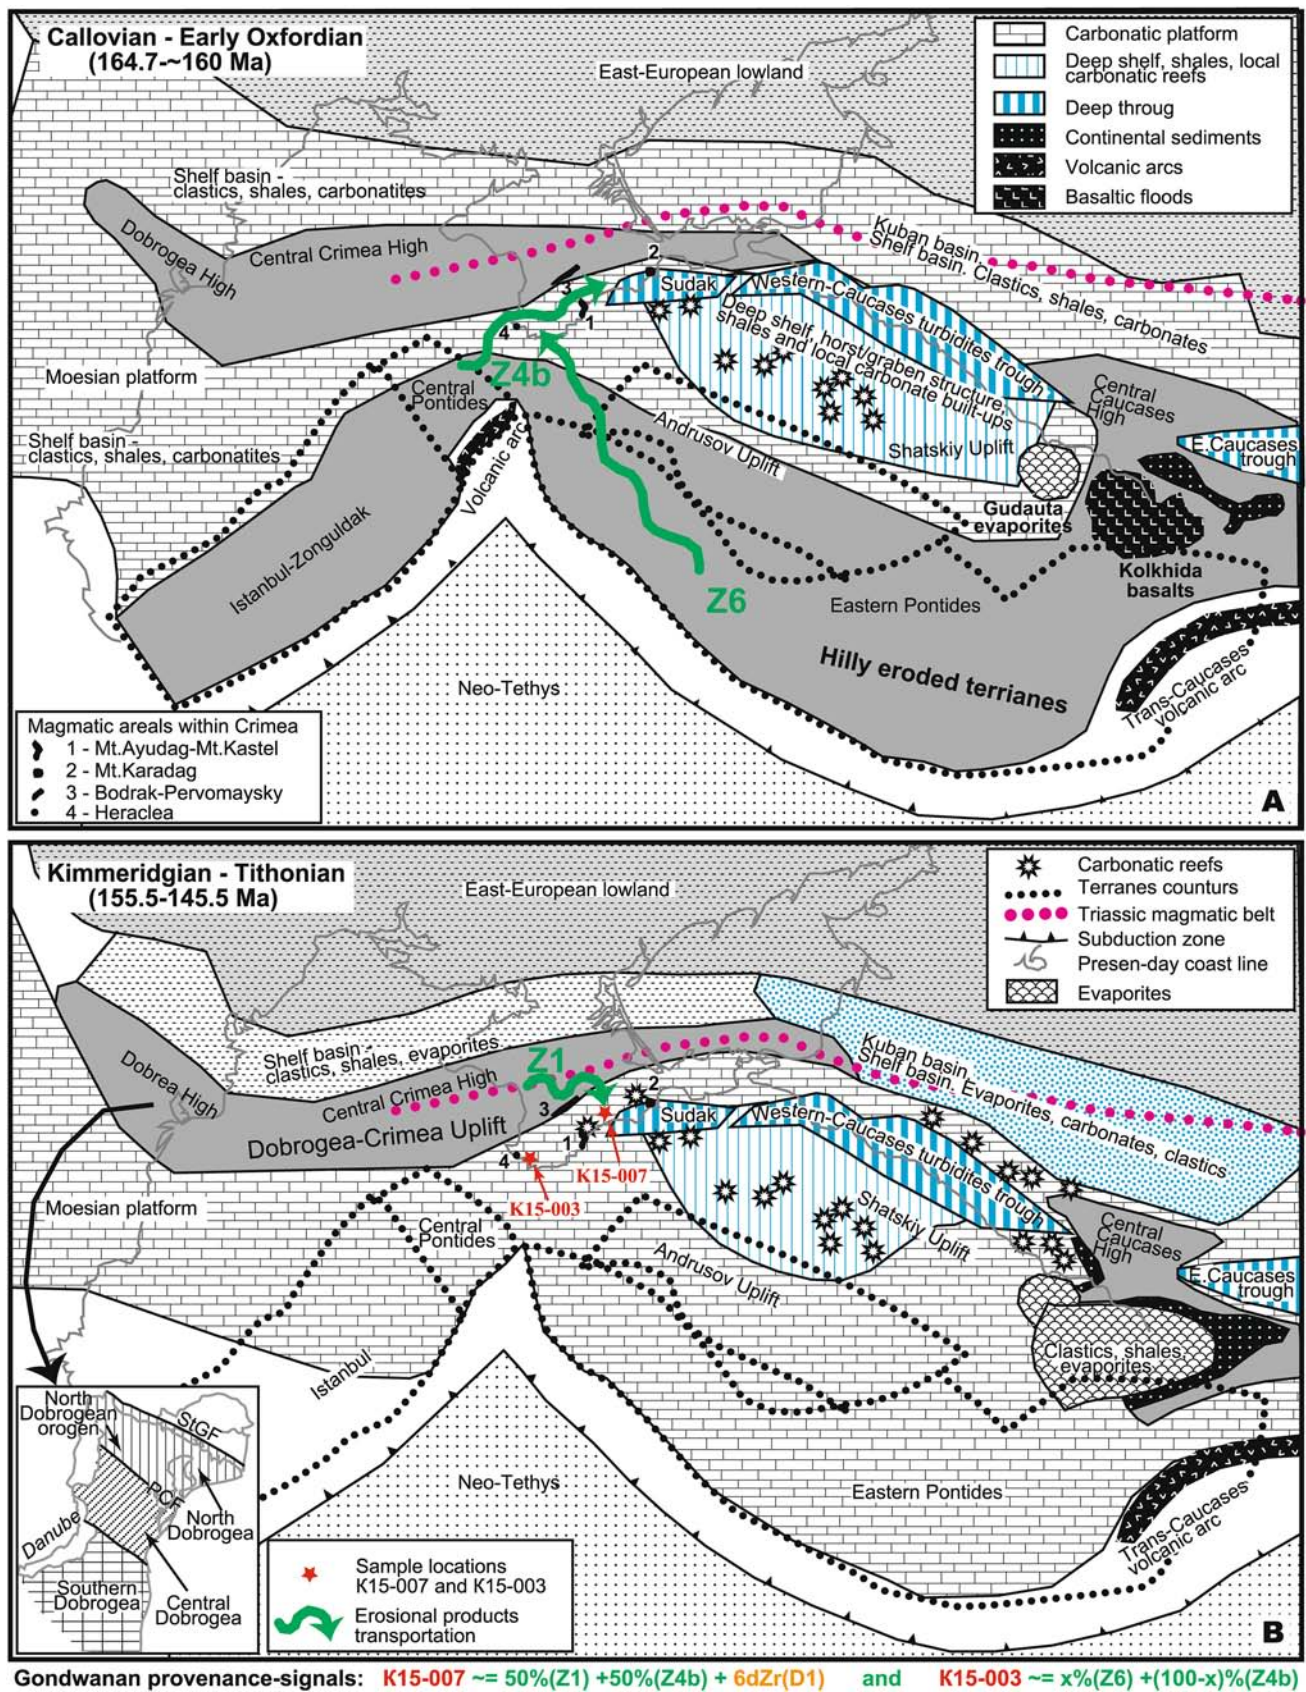 Callovian - Early Oxfordian
(164.7-~160 Ma)
East-European lowland
Carbonatic platform
Deep shelf, shales, local
carbonatic reefs
Deep throug
Continental sediments
Volcanic arcs
Basaltic floods
Shelf basin -
clastics, shales, carbonatites
Dobrogea High
Central Crimea High
Kuban basin.
Shelf basin. Clastics, shales, carbonates
2
3
1
4
Sudak
Western-Caucases turbidites trough
Deep shelf, horst/graben structure,
shales and local carbonate built-ups
Shatskiy Uplift
Z4b
Moesian platform
Central
Pontides
Central
Caucases
High
Shelf basin -
clastics, shales, carbonatites
Andrusov Uplift
Volcanic arc
E.Caucases
trough
Gudauta
evaporites
Istanbul-Zonguldak
Kolkhida
basalts
Z6
Eastern Pontides
Hilly eroded terrianes
Neo-Tethys
Trans-Caucases
volcanic arc
Magmatic areals within Crimea
1 - Mt.Ayudag-Mt.Kastel
2 - Mt.Karadag
3 - Bodrak-Pervomaysky
4 - Heraclea
A
Kimmeridgian - Tithonian
(155.5-145.5 Ma)
East-European lowland
Carbonatic reefs
Terranes counturs
Triassic magmatic belt
Subduction zone
Presen-day coast line
Evaporites
Shelf basin -
clastics, shales, evaporites
Dobrea High
Central Crimea High
Dobrogea-Crimea Uplift
Z1
Kuban basin.
Shelf basin. Evaporites, carbonates, clastics
2
3
1
4
Sudak
Western-Caucases turbidites trough
K15-007
K15-003
Moesian platform
Central
Pontides
Shatskiy Uplift
Andrusov Uplift
Central
Caucases
High
E.Caucases
trough
Clastics, shales,
evaporites
Istanbul
North
Dobrogean
orogen
StGF
PCF
North
Dobrogea
Danube
Southern
Dobrogea
Central
Dobrogea
Neo-Tethys
Eastern Pontides
Trans-Caucases
volcanic arc
Sample locations
K15-007 and K15-003
Erosional products
transportation
B
Gondwanan provenance-signals: K15-007 ~= 50%(Z1) +50%(Z4b) + 6dZr(D1) and K15-003 ~= x%(Z6) +(100-x)%(Z4b)